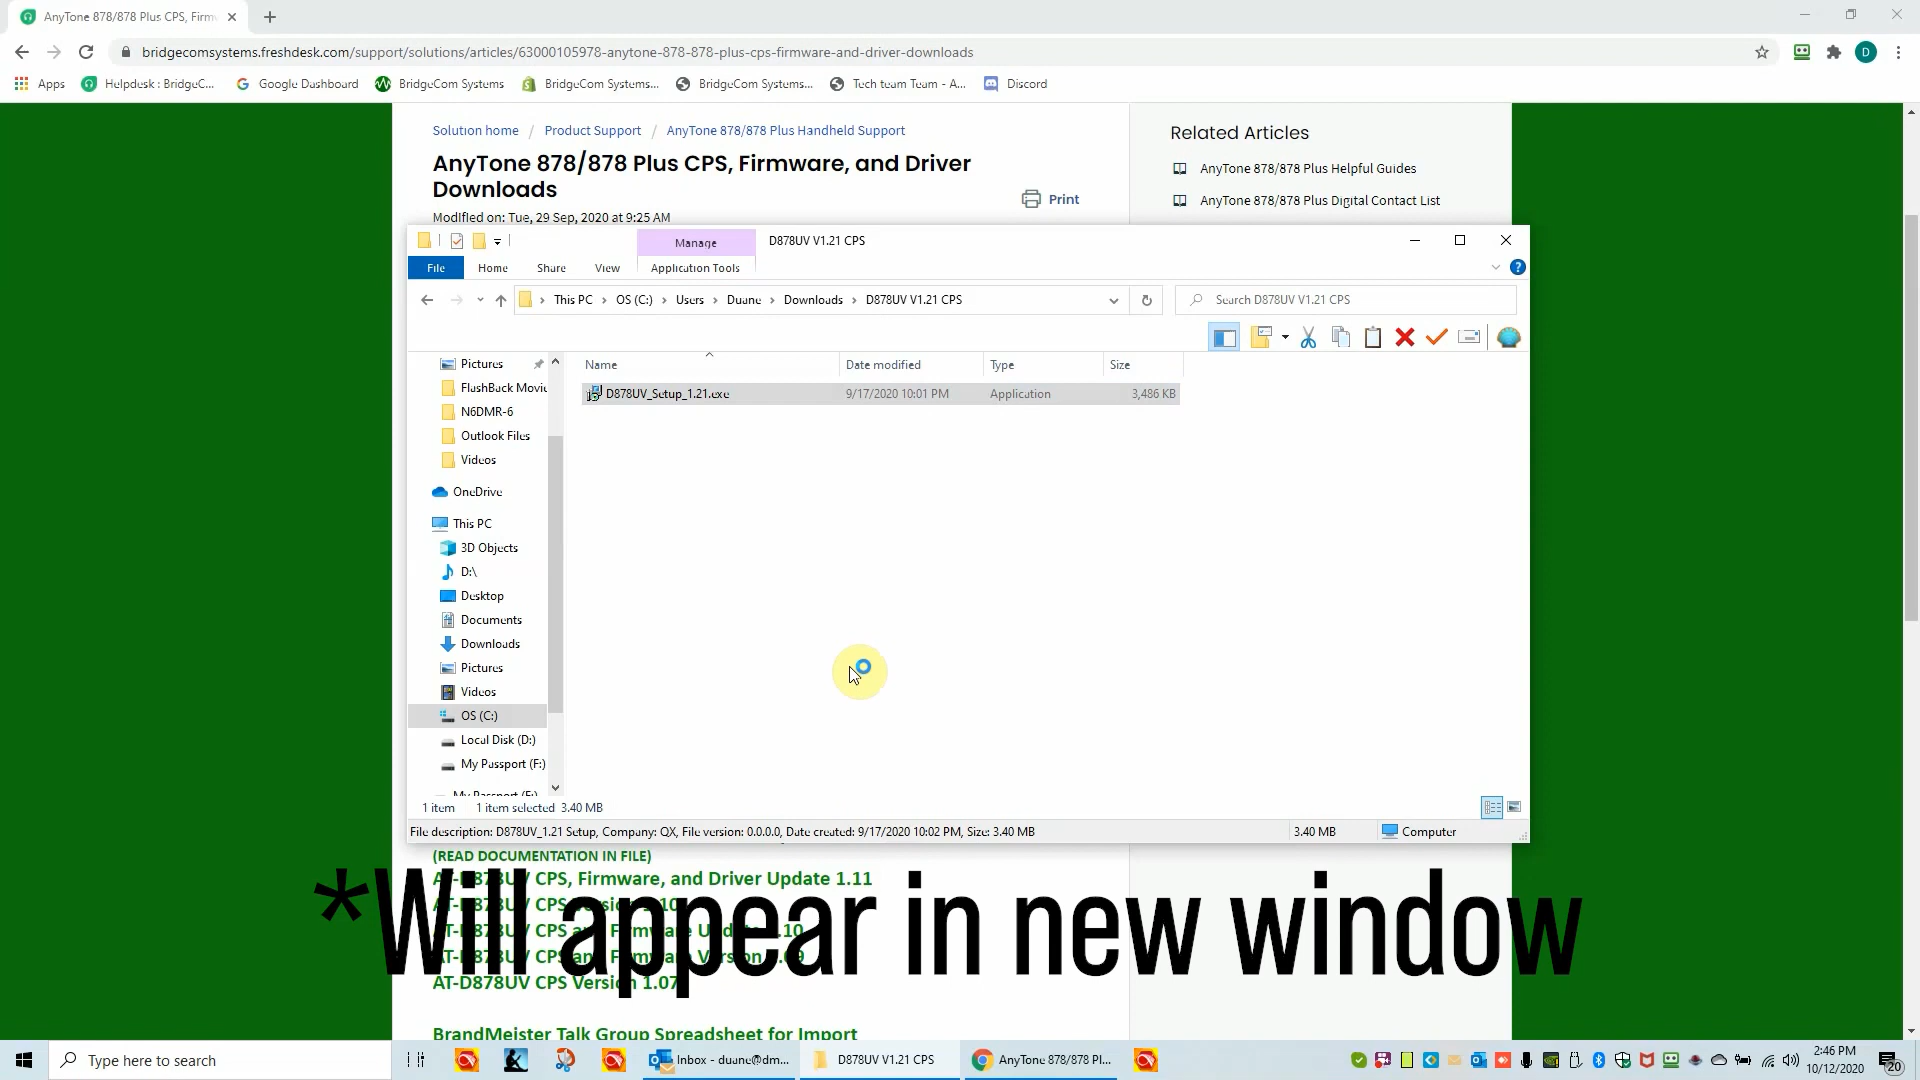 AnyTone 878/878 Plus CPS, Firm
bridgecomsystems.freshdesk.com/support/solutions/articles/63000105978-anytone-878-878-plus-cps-firmware-and-driver-downloads
D
Apps
Helpdesk : BridgeC...
Google Dashboard
BridgeCom Systems
BridgeCom Systems...
BridgeCom Systems...
Tech team Team - A...
Discord
Solution home / Product Support / AnyTone 878/878 Plus Handheld Support
AnyTone 878/878 Plus CPS, Firmware, and Driver
Downloads
Print
Modified on: Tue, 29 Sep, 2020 at 9:25 AM
Related Articles
AnyTone 878/878 Plus Helpful Guides
AnyTone 878/878 Plus Digital Contact List
Manage
D878UV V1.21 CPS
File
Home
Share
View
Application Tools
This PC > OS (C:) > Users > Duane > Downloads > D878UV V1.21 CPS
Search D878UV V1.21 CPS
Name
Date modified
Type
Size
D878UV_Setup_1.21.exe
9/17/2020 10:01 PM
Application
3,486 KB
Pictures
FlashBack Movie
N6DMR-6
Outlook Files
Videos
OneDrive
This PC
3D Objects
D:\
Desktop
Documents
Downloads
Pictures
Videos
OS (C:)
Local Disk (D:)
My Passport (F:)
My Passport (F:)
1 item
1 item selected 3.40 MB
File description: D878UV_1.21 Setup, Company: QX, File version: 0.0.0.0, Date created: 9/17/2020 10:02 PM, Size: 3.40 MB
3.40 MB
Computer
(READ DOCUMENTATION IN FILE)
AT-D878UV CPS, Firmware, and Driver Update 1.11
*Will appear in new window
AT-D878UV CPS Version 1.07
BrandMeister Talk Group Spreadsheet for Import
Type here to search
Inbox - duane@dm...
D878UV V1.21 CPS
AnyTone 878/878 Pl...
2:46 PM
10/12/2020
20